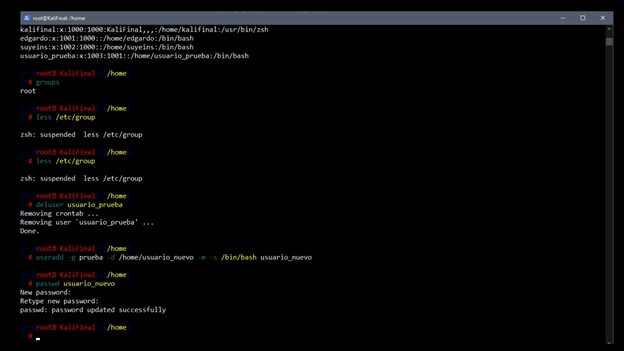 root@KaliFinal: /home
kalifinal:x:1000:1000:KaliFinal,,,:/home/kalifinal:/usr/bin/zsh
edgardo:x:1001:1000::/home/edgardo:/bin/bash
suyeins:x:1002:1000::/home/suyeins:/bin/bash
usuario_prueba:x:1003:1001::/home/usuario_prueba:/bin/bash
root@KaliFinal /home
# groups
root
root@KaliFinal /home
# less /etc/group
zsh: suspended  less /etc/group
root@KaliFinal /home
# less /etc/group
zsh: suspended  less /etc/group
root@KaliFinal /home
# deluser usuario_prueba
Removing crontab ...
Removing user `usuario_prueba' ...
Done.
root@KaliFinal /home
# useradd -g prueba -d /home/usuario_nuevo -m -s /bin/bash usuario_nuevo
root@KaliFinal /home
# passwd usuario_nuevo
New password:
Retype new password:
passwd: password updated successfully
root@KaliFinal /home
#